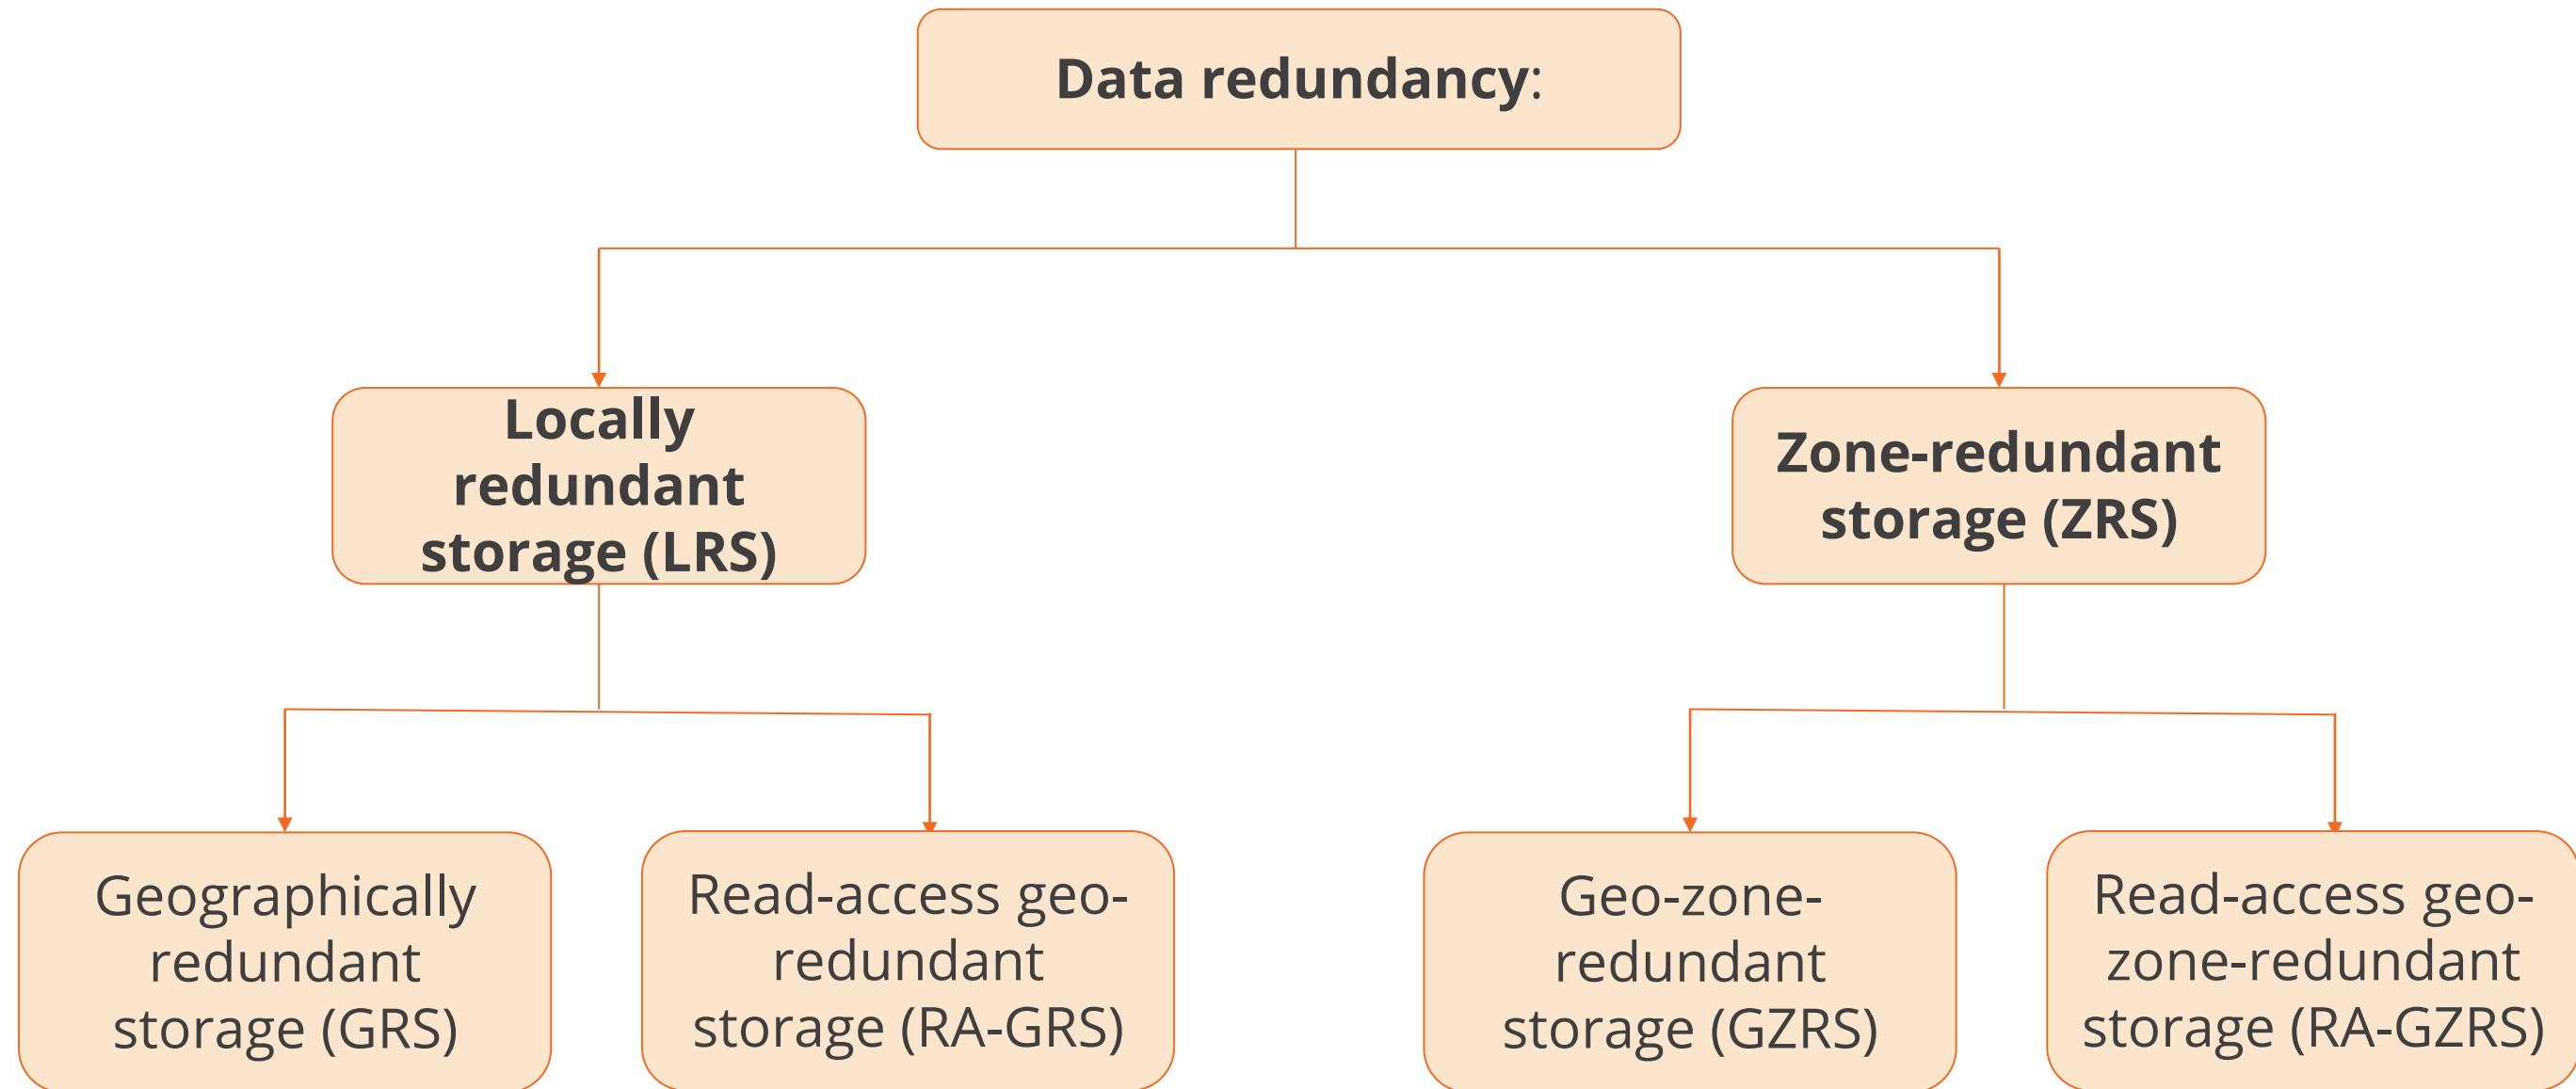 Data redundancy:
Locally
redundant
storage (LRS)
Zone-redundant
storage (ZRS)
Geographically
redundant
storage (GRS)
Read-access geo-
redundant
storage (RA-GRS)
Geo-zone-
redundant
storage (GZRS)
Read-access geo-
zone-redundant
storage (RA-GZRS)